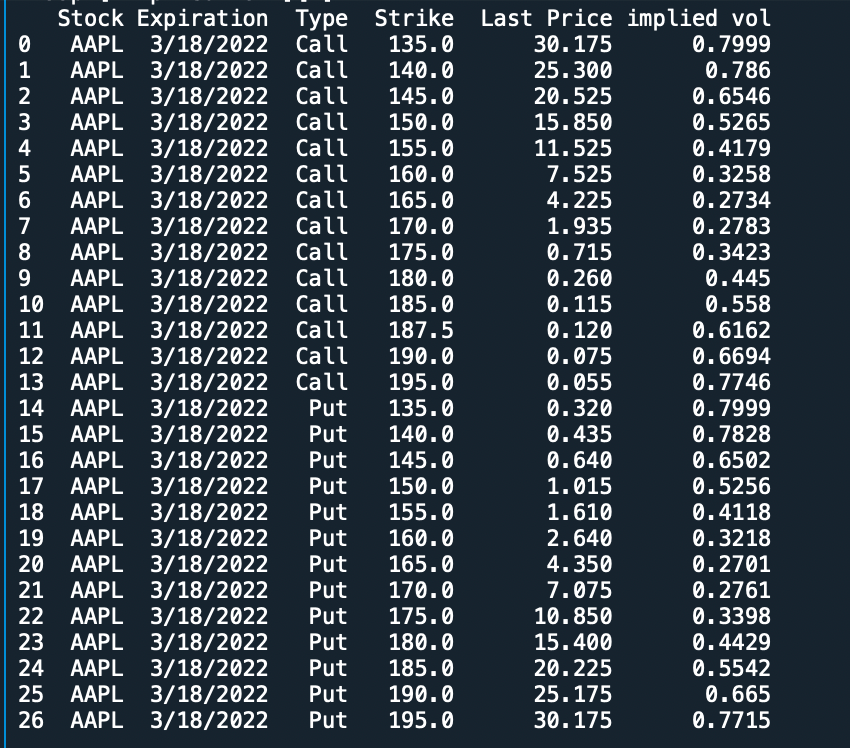 Stock Expiration Type Strike Last Price implied vol
0 AAPL 3/18/2022 Call 135.0 30.175 0.7999
1 AAPL 3/18/2022 Call 140.0 25.300 0.786
2 AAPL 3/18/2022 Call 145.0 20.525 0.6546
3 AAPL 3/18/2022 Call 150.0 15.850 0.5265
4 AAPL 3/18/2022 Call 155.0 11.525 0.4179
5 AAPL 3/18/2022 Call 160.0 7.525 0.3258
6 AAPL 3/18/2022 Call 165.0 4.225 0.2734
7 AAPL 3/18/2022 Call 170.0 1.935 0.2783
8 AAPL 3/18/2022 Call 175.0 0.715 0.3423
9 AAPL 3/18/2022 Call 180.0 0.260 0.445
10 AAPL 3/18/2022 Call 185.0 0.115 0.558
11 AAPL 3/18/2022 Call 187.5 0.120 0.6162
12 AAPL 3/18/2022 Call 190.0 0.075 0.6694
13 AAPL 3/18/2022 Call 195.0 0.055 0.7746
14 AAPL 3/18/2022 Put 135.0 0.320 0.7999
15 AAPL 3/18/2022 Put 140.0 0.435 0.7828
16 AAPL 3/18/2022 Put 145.0 0.640 0.6502
17 AAPL 3/18/2022 Put 150.0 1.015 0.5256
18 AAPL 3/18/2022 Put 155.0 1.610 0.4118
19 AAPL 3/18/2022 Put 160.0 2.640 0.3218
20 AAPL 3/18/2022 Put 165.0 4.350 0.2701
21 AAPL 3/18/2022 Put 170.0 7.075 0.2761
22 AAPL 3/18/2022 Put 175.0 10.850 0.3398
23 AAPL 3/18/2022 Put 180.0 15.400 0.4429
24 AAPL 3/18/2022 Put 185.0 20.225 0.5542
25 AAPL 3/18/2022 Put 190.0 25.175 0.665
26 AAPL 3/18/2022 Put 195.0 30.175 0.7715